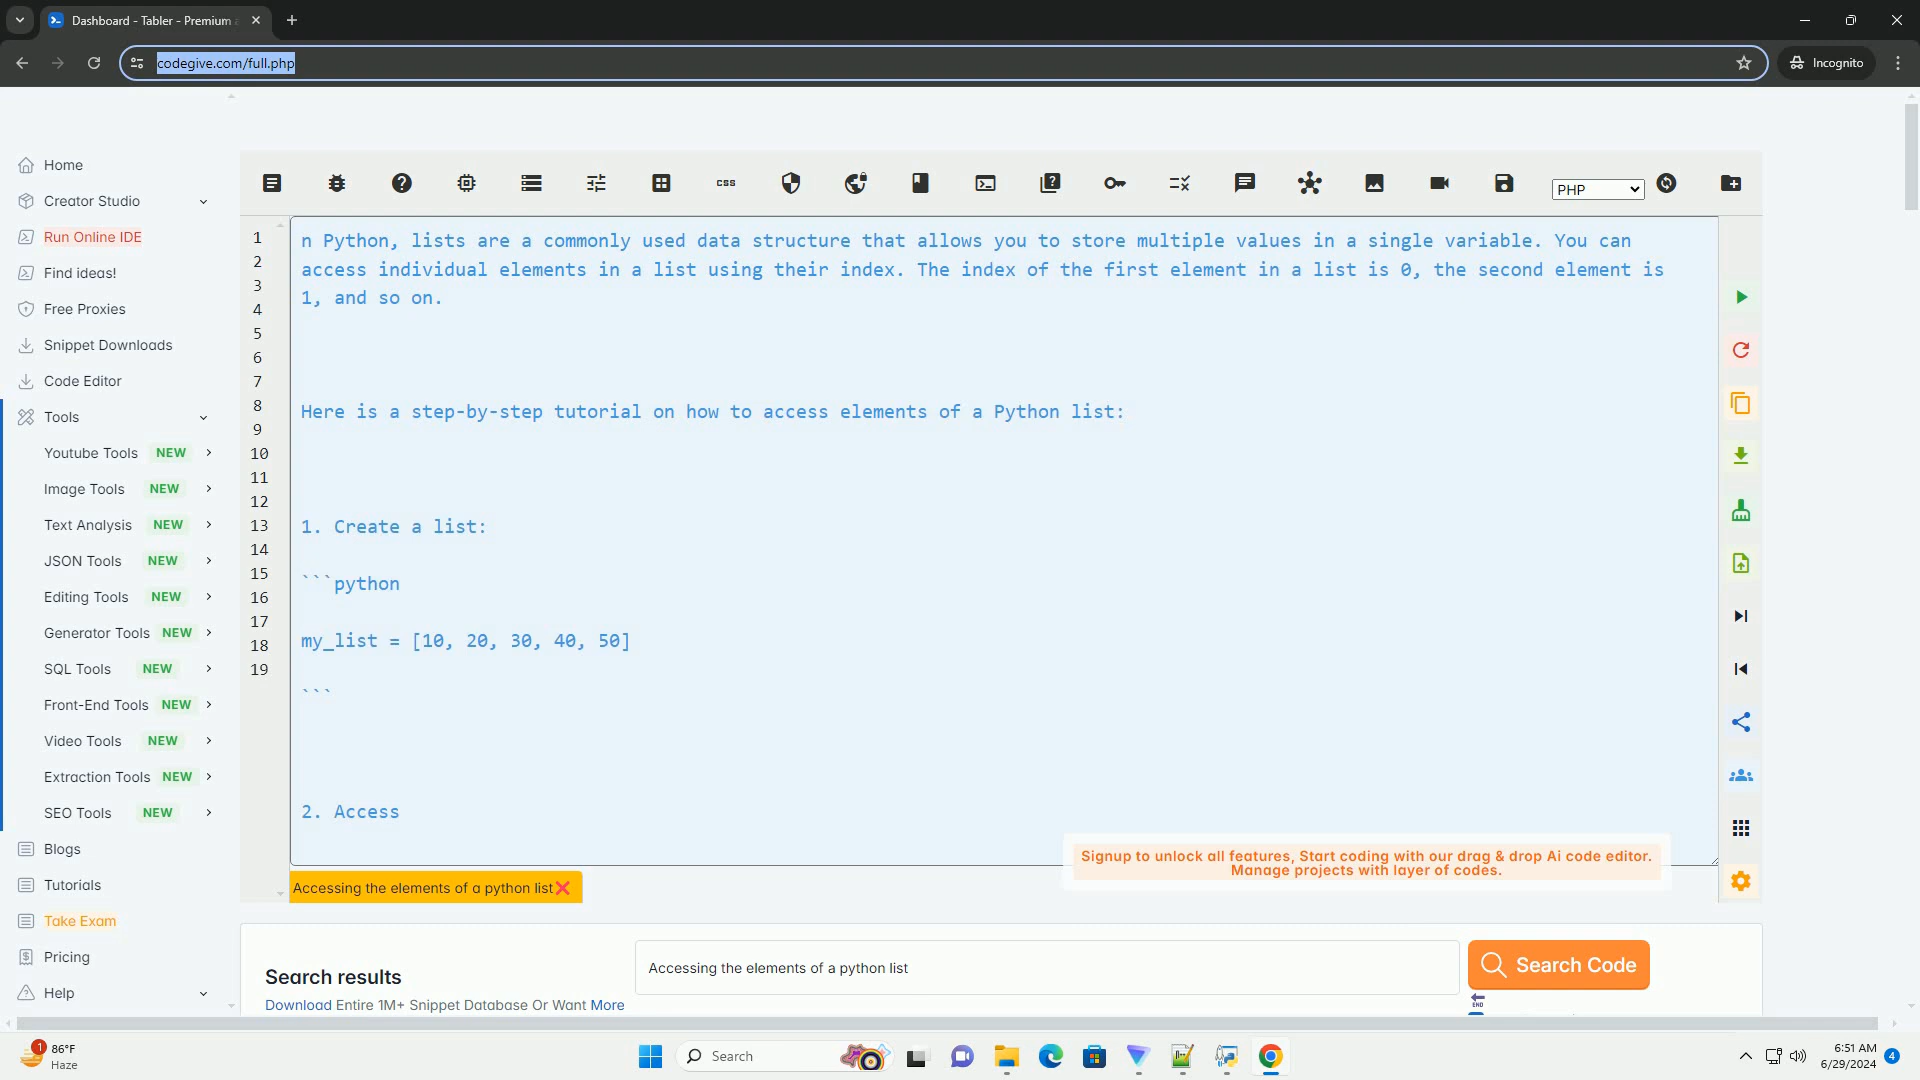 Dashboard - Tabler - Premium
codegive.com/full.php
Incognito
Home
Creator Studio
Run Online IDE
Find ideas!
Free Proxies
Snippet Downloads
Code Editor
Tools
Youtube Tools NEW
Image Tools NEW
Text Analysis NEW
JSON Tools NEW
Editing Tools NEW
Generator Tools NEW
SQL Tools NEW
Front-End Tools NEW
Video Tools NEW
Extraction Tools NEW
SEO Tools NEW
Blogs
Tutorials
Take Exam
Pricing
Help
css
PHP
1
2
3
4
5
6
7
8
9
10
11
12
13
14
15
16
17
18
19
n Python, lists are a commonly used data structure that allows you to store multiple values in a single variable. You can
access individual elements in a list using their index. The index of the first element in a list is 0, the second element is
1, and so on.
Here is a step-by-step tutorial on how to access elements of a Python list:
1. Create a list:
```python
my_list = [10, 20, 30, 40, 50]
```
2. Access
Signup to unlock all features, Start coding with our drag & drop Ai code editor.
Manage projects with layer of codes.
Accessing the elements of a python list
Search results
Download Entire 1M+ Snippet Database Or Want More
Accessing the elements of a python list
Search Code
END
1
86°F
Haze
Search
6:51 AM
6/29/2024
4